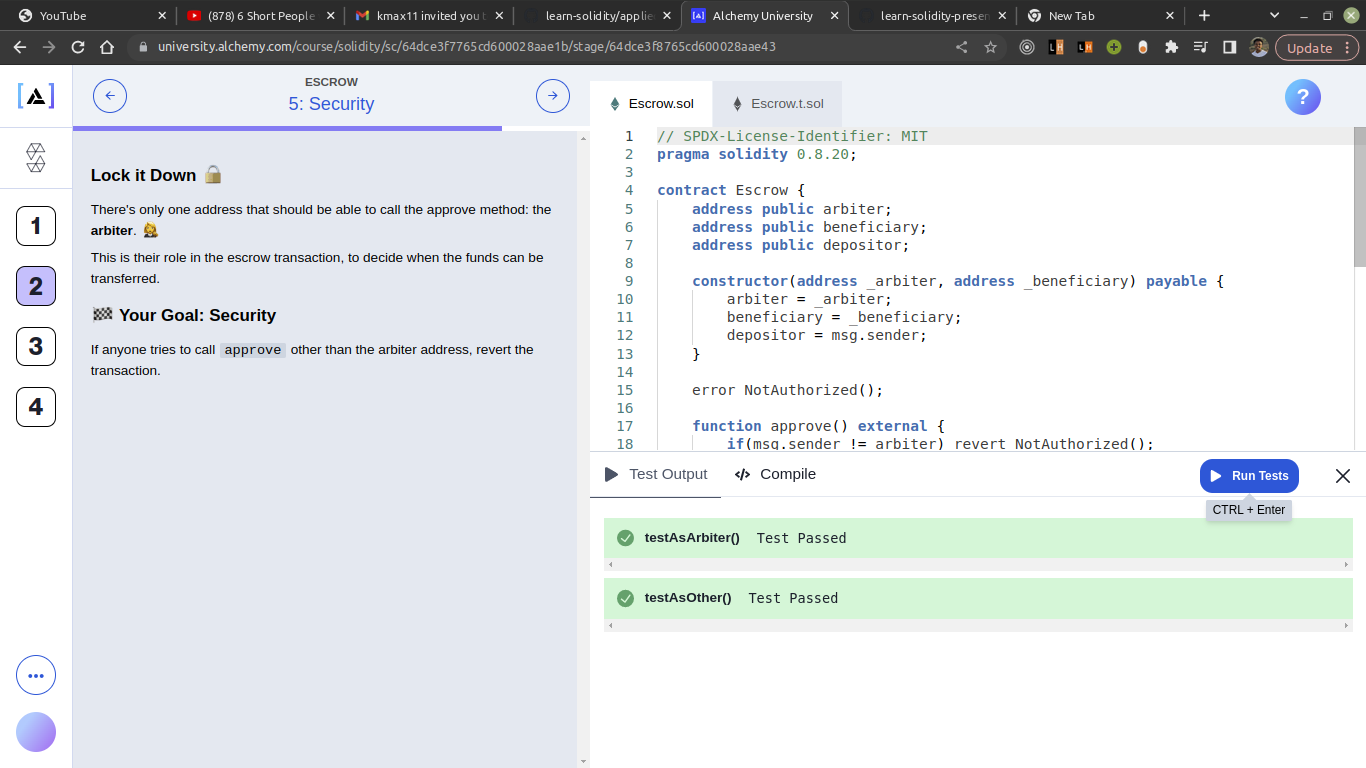 YouTube
(878) 6 Short People
kmax11 invited you t
learn-solidity/applie
Alchemy University
learn-solidity-presen
New Tab
university.alchemy.com/course/solidity/sc/64dce3f7765cd600028aae1b/stage/64dce3f8765cd600028aae43
LH
LH
Update
ESCROW
5: Security
1
2
3
4
Lock it Down
There's only one address that should be able to call the approve method: the
arbiter.
This is their role in the escrow transaction, to decide when the funds can be
transferred.
Your Goal: Security
If anyone tries to call approve other than the arbiter address, revert the
transaction.
Escrow.sol
Escrow.t.sol
?
1 // SPDX-License-Identifier: MIT
2 pragma solidity 0.8.20;
3
4 contract Escrow {
5 address public arbiter;
6 address public beneficiary;
7 address public depositor;
8
9 constructor(address _arbiter, address _beneficiary) payable {
10 arbiter = _arbiter;
11 beneficiary = _beneficiary;
12 depositor = msg.sender;
13 }
14
15 error NotAuthorized();
16
17 function approve() external {
18 if(msg.sender != arbiter) revert NotAuthorized();
Test Output
</> Compile
Run Tests
CTRL + Enter
testAsArbiter() Test Passed
testAsOther() Test Passed